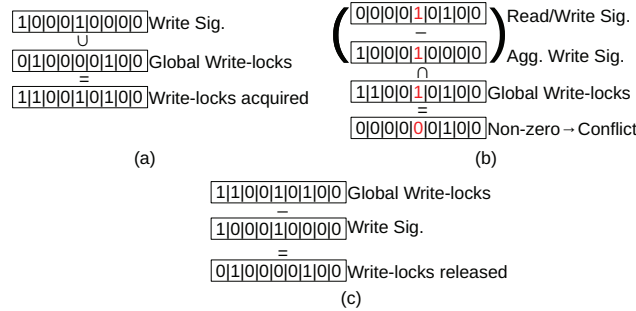 1|0|0|0|1|0|0|0|0 Write Sig.
∪
0|1|0|0|0|0|1|0|0 Global Write-locks
=
1|1|0|0|1|0|1|0|0 Write-locks acquired
(a)
0|0|0|0|1|0|1|0|0 Read/Write Sig.
( − )
1|0|0|0|1|0|0|0|0 Agg. Write Sig.
∩
1|1|0|0|1|0|1|0|0 Global Write-locks
=
0|0|0|0|0|0|1|0|0 Non-zero→Conflict
(b)
1|1|0|0|1|0|1|0|0 Global Write-locks
−
1|0|0|0|1|0|0|0|0 Write Sig.
=
0|1|0|0|0|0|1|0|0 Write-locks released
(c)